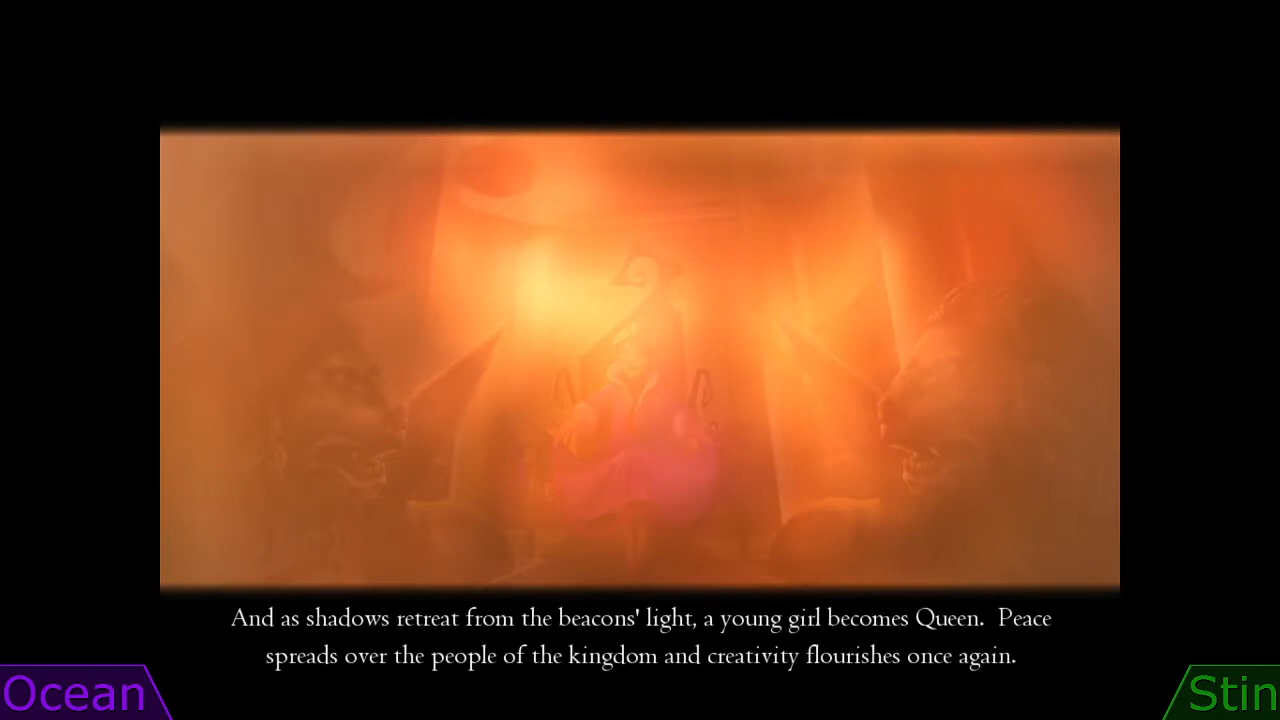 And as shadows retreat from the beacons' light, a young girl becomes Queen.  Peace
spreads over the people of the kingdom and creativity flourishes once again.
Ocean
Stin